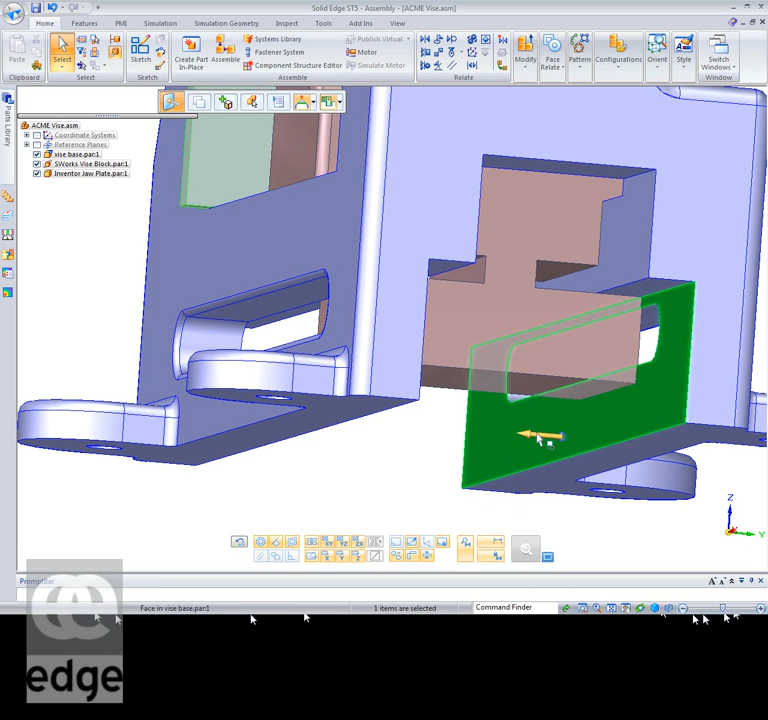 Solid Edge ST5 - Assembly - [ACME Vise.asm]
Home Features PMI Simulation Simulation Geometry Inspect Tools Add Ins View
Paste
Clipboard
Select
Select
Sketch
Sketch
Create Part In-Place
Assembly
Systems Library
Fastener System
Component Structure Editor
Publish Virtual
Motor
Simulate Motor
Assemble
Relate
Modify
Face Relate
Pattern
Configurations
Orient
Style
Switch Windows
Window
Parts Library
ACME Vise.asm
Coordinate Systems
Reference Planes
vise base.par:1
SWorks Vise Block.par:1
Inventor Jaw Plate.par:1
Z
Y
X
XY YZ ZX
X Y Z
PromptBar
Face in vise base.par:1
1 items are selected
Command Finder
edge